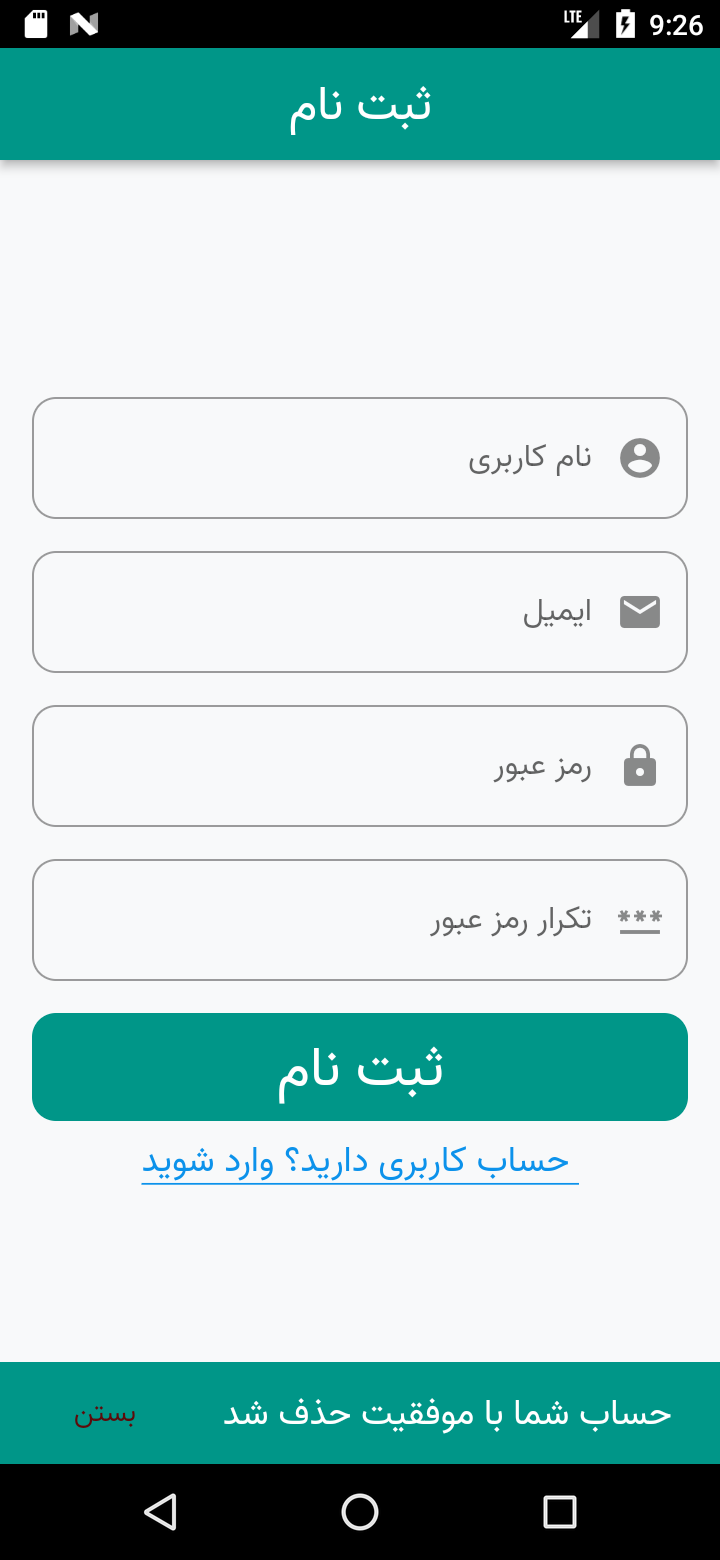 LTE 9:26
ثبت نام
نام کاربری
ایمیل
رمز عبور
تکرار رمز عبور
ثبت نام
حساب کاربری دارید؟ وارد شوید
حساب شما با موفقیت حذف شد
بستن